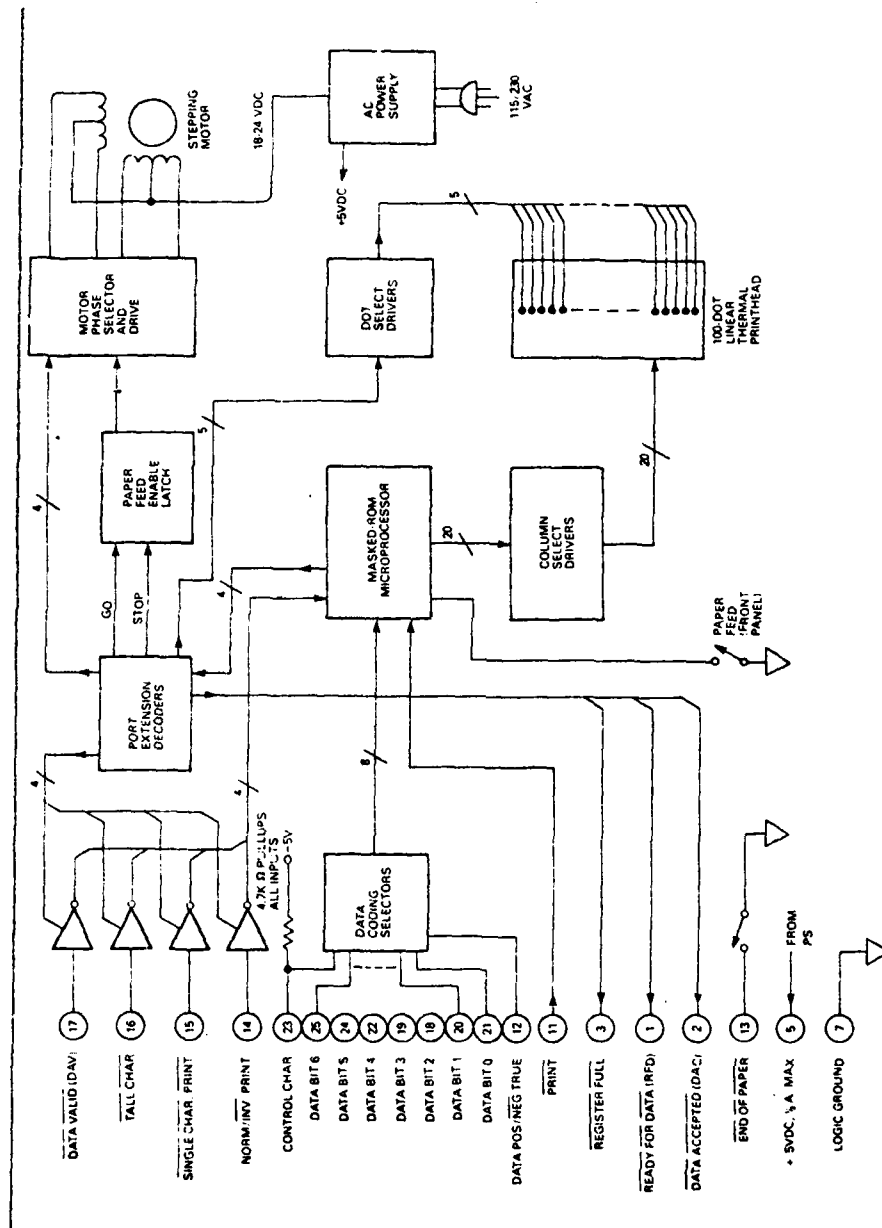 DATA VALID (DAV)
17
TALL CHAR
16
SINGLE CHAR. PRINT
15
NORM/INV. PRINT
14
CONTROL CHAR
23
DATA BIT 6
25
DATA BIT 5
24
DATA BIT 4
22
DATA BIT 3
19
DATA BIT 2
18
DATA BIT 1
20
DATA BIT 0
21
DATA POS/NEG TRUE
12
PRINT
11
REGISTER FULL
3
READY FOR DATA (RFD)
1
DATA ACCEPTED (DAC)
2
END OF PAPER
13
+ 5VDC, ½ A. MAX
5
FROM
PS
LOGIC GROUND
7
4
4
4.7K Ω PULLUPS
ALL INPUTS
-5V
DATA
CODING
SELECTORS
8
PORT
EXTENSION
DECODERS
GO
STOP
4
PAPER
FEED
ENABLE
LATCH
4
5
MASKED-ROM
MICROPROCESSOR
20
COLUMN
SELECT
DRIVERS
20
PAPER
FEED
(FRONT
PANEL)
MOTOR
PHASE
SELECTOR
AND
DRIVE
STEPPING
MOTOR
18-24 VDC
AC
POWER
SUPPLY
115/230
VAC
+5VDC
DOT
SELECT
DRIVERS
5
100-DOT
LINEAR
THERMAL
PRINTHEAD